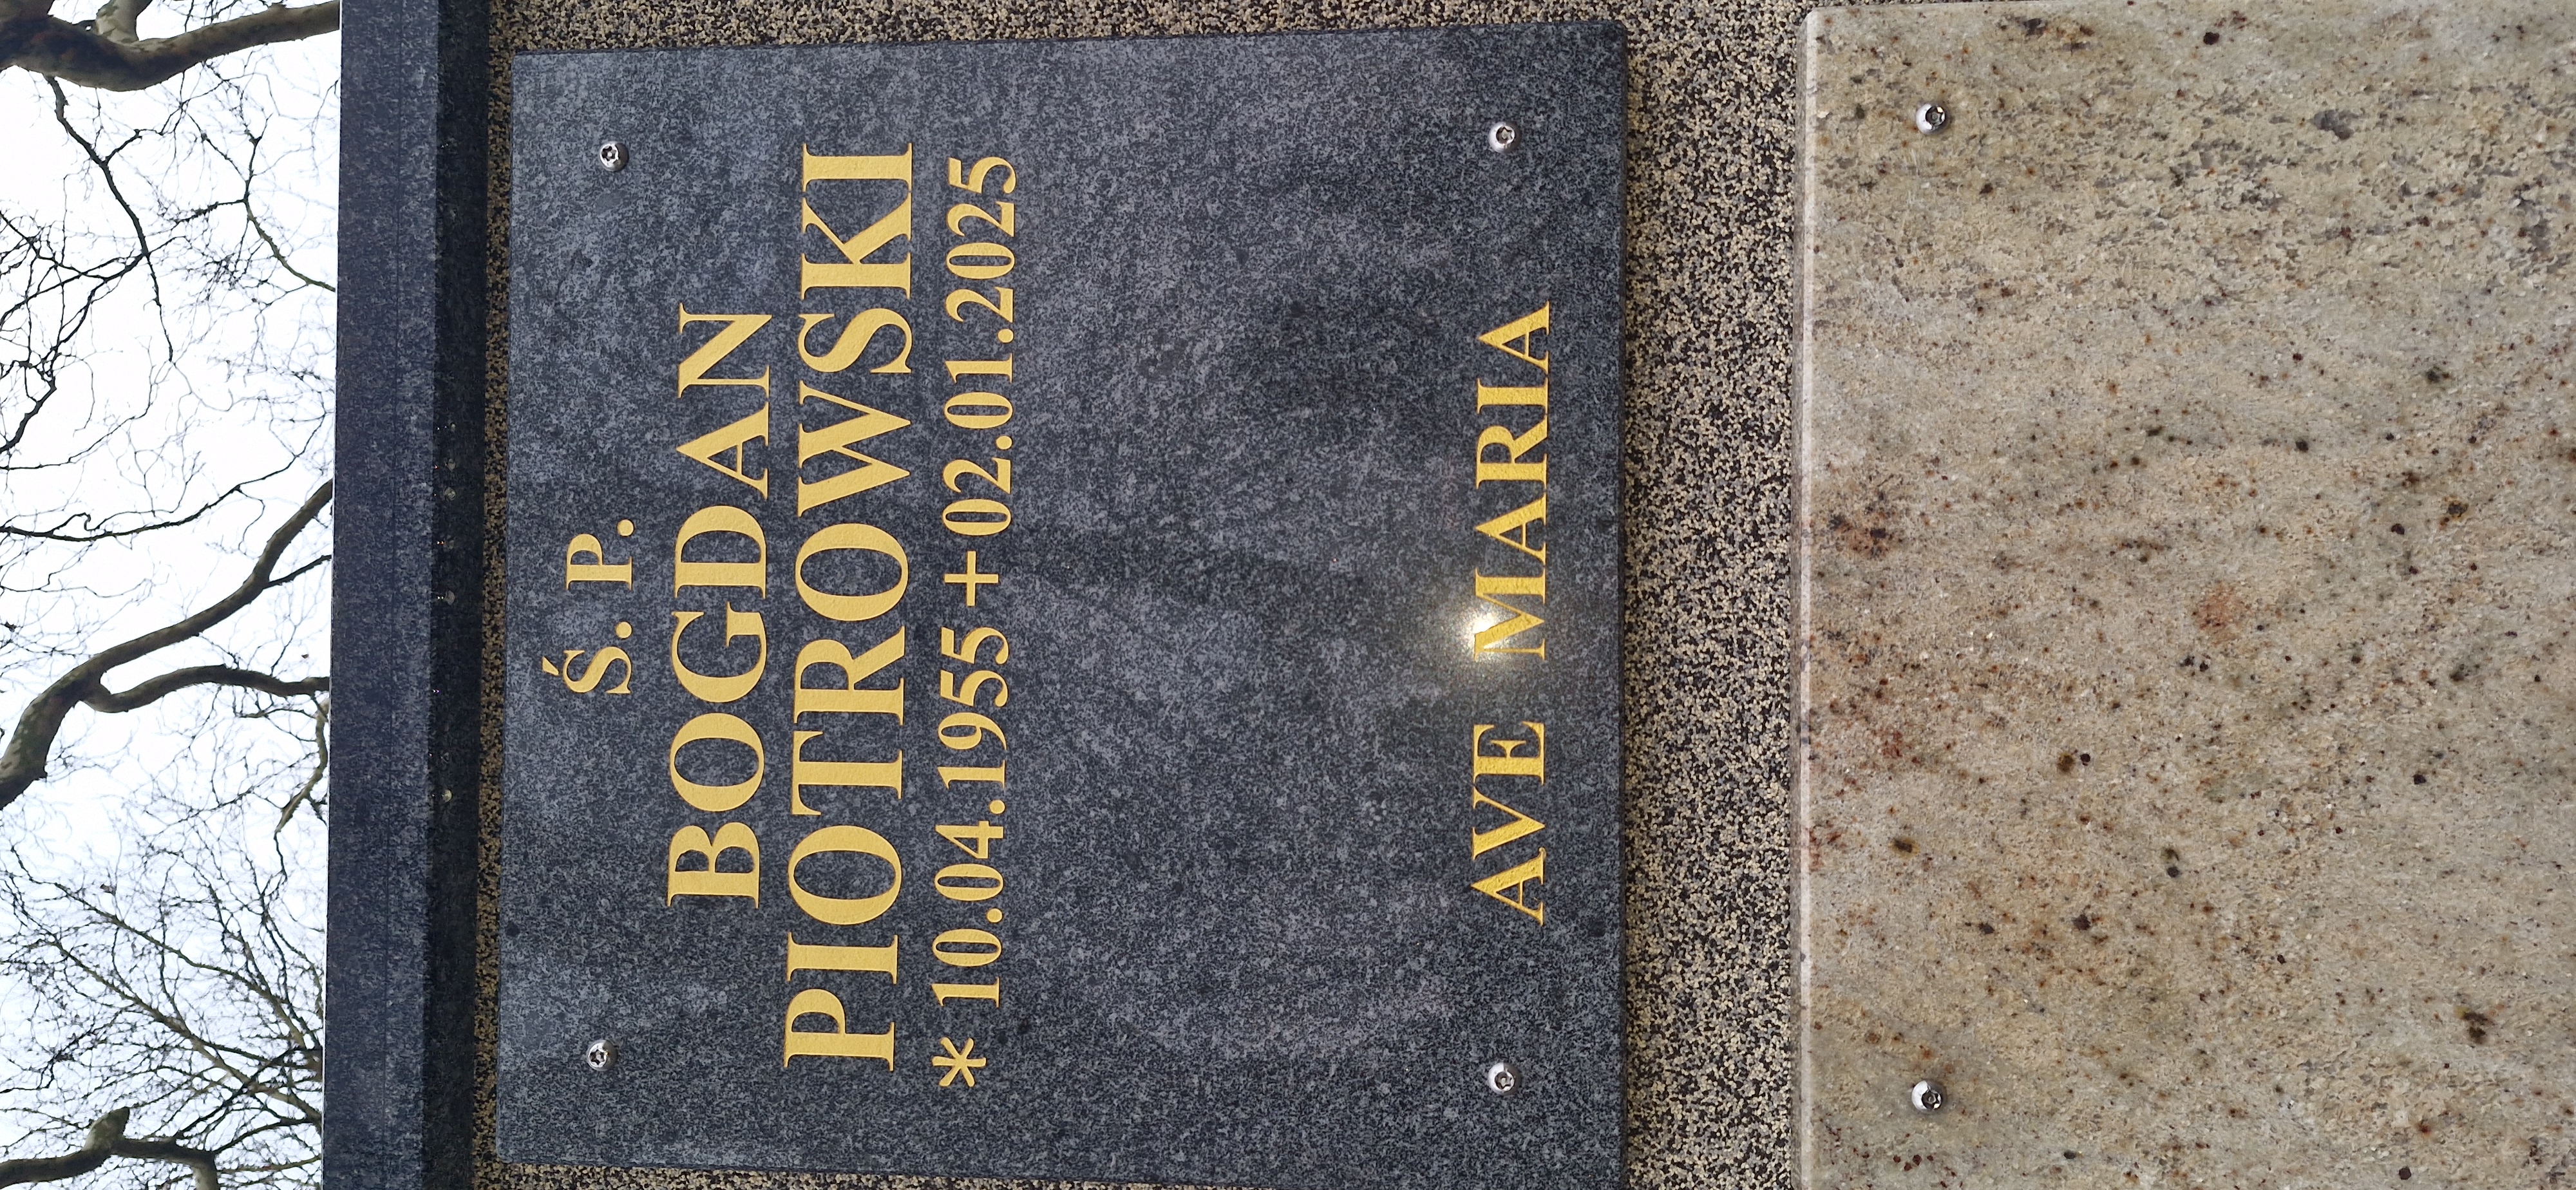 Ś. P.
BOGDAN
PIOTROWSKI
* 10.04.1955 + 02.01.2025
AVE MARIA